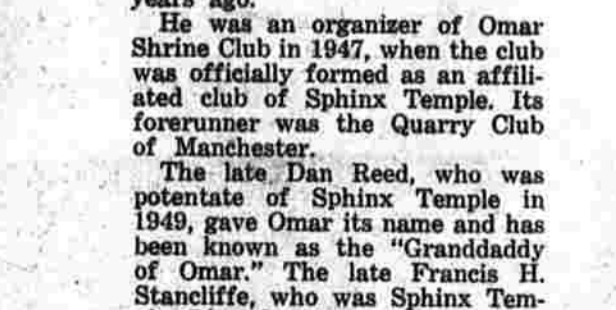 years ago.
He was an organizer of Omar
Shrine Club in 1947, when the club
was officially formed as an affili-
ated club of Sphinx Temple. Its
forerunner was the Quarry Club
of Manchester.
The late Dan Reed, who was
potentate of Sphinx Temple in
1949, gave Omar its name and has
been known as the "Granddaddy
of Omar." The late Francis H.
Stancliffe, who was Sphinx Tem-